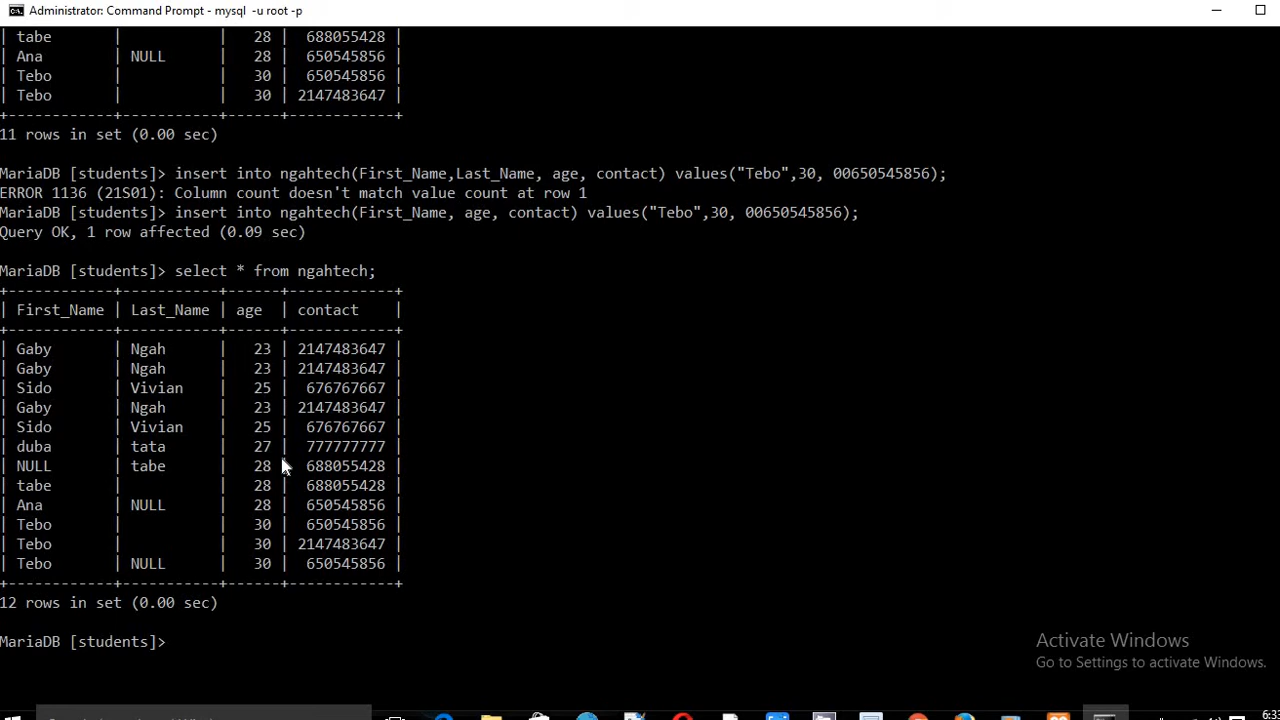 Administrator: Command Prompt - mysql -u root -p
| tabe | | 28 | 688055428 |
| Ana | NULL | 28 | 650545856 |
| Tebo | | 30 | 650545856 |
| Tebo | | 30 | 2147483647 |
+------------+-----------+------+------------+
11 rows in set (0.00 sec)
MariaDB [students]> insert into ngahtech(First_Name,Last_Name, age, contact) values("Tebo",30, 00650545856);
ERROR 1136 (21S01): Column count doesn't match value count at row 1
MariaDB [students]> insert into ngahtech(First_Name, age, contact) values("Tebo",30, 00650545856);
Query OK, 1 row affected (0.09 sec)
MariaDB [students]> select * from ngahtech;
+------------+-----------+------+------------+
| First_Name | Last_Name | age | contact |
+------------+-----------+------+------------+
| Gaby | Ngah | 23 | 2147483647 |
| Gaby | Ngah | 23 | 2147483647 |
| Sido | Vivian | 25 | 676767667 |
| Gaby | Ngah | 23 | 2147483647 |
| Sido | Vivian | 25 | 676767667 |
| duba | tata | 27 | 777777777 |
| NULL | tabe | 28 | 688055428 |
| tabe | | 28 | 688055428 |
| Ana | NULL | 28 | 650545856 |
| Tebo | | 30 | 650545856 |
| Tebo | | 30 | 2147483647 |
| Tebo | NULL | 30 | 650545856 |
+------------+-----------+------+------------+
12 rows in set (0.00 sec)
MariaDB [students]>
Activate Windows
Go to Settings to activate Windows.